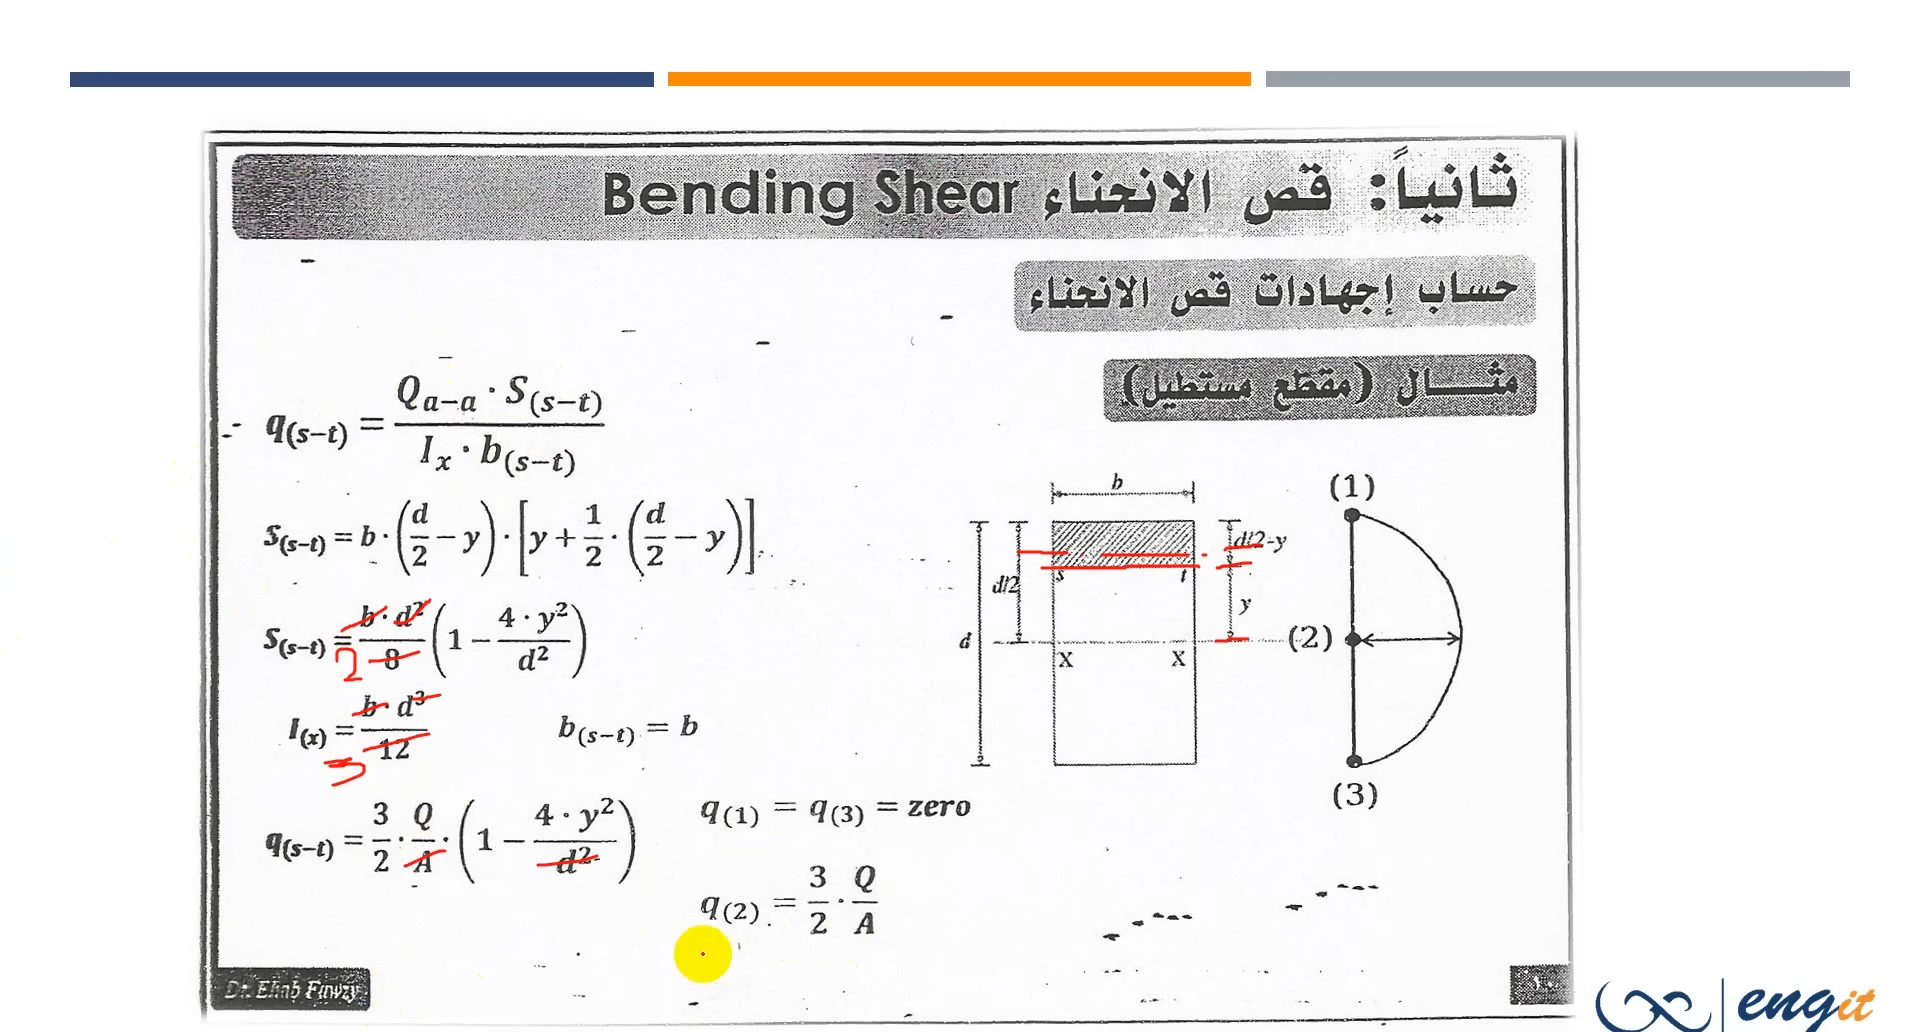 ثانياً: قص الانحناء Bending Shear
حساب إجهادات قص الانحناء
مثـــال (مقطع مستطيل)
q(s−t) = Qa−a · S(s−t) / Ix · b(s−t)
S(s−t) = b · (d/2 − y) · [y + 1/2 · (d/2 − y)]
S(s−t) = b · d² / 8 (1 − 4 · y² / d²)
2
I(x) = b · d³ / 12
b(s−t) = b
3
q(s−t) = 3/2 · Q/A · (1 − 4 · y² / d²)
q(1) = q(3) = zero
q(2) = 3/2 · Q/A
b
d/2-y
d/2
s
t
y
d
X
X
(1)
(2)
(3)
Dr. Ehab Fawzy
engit